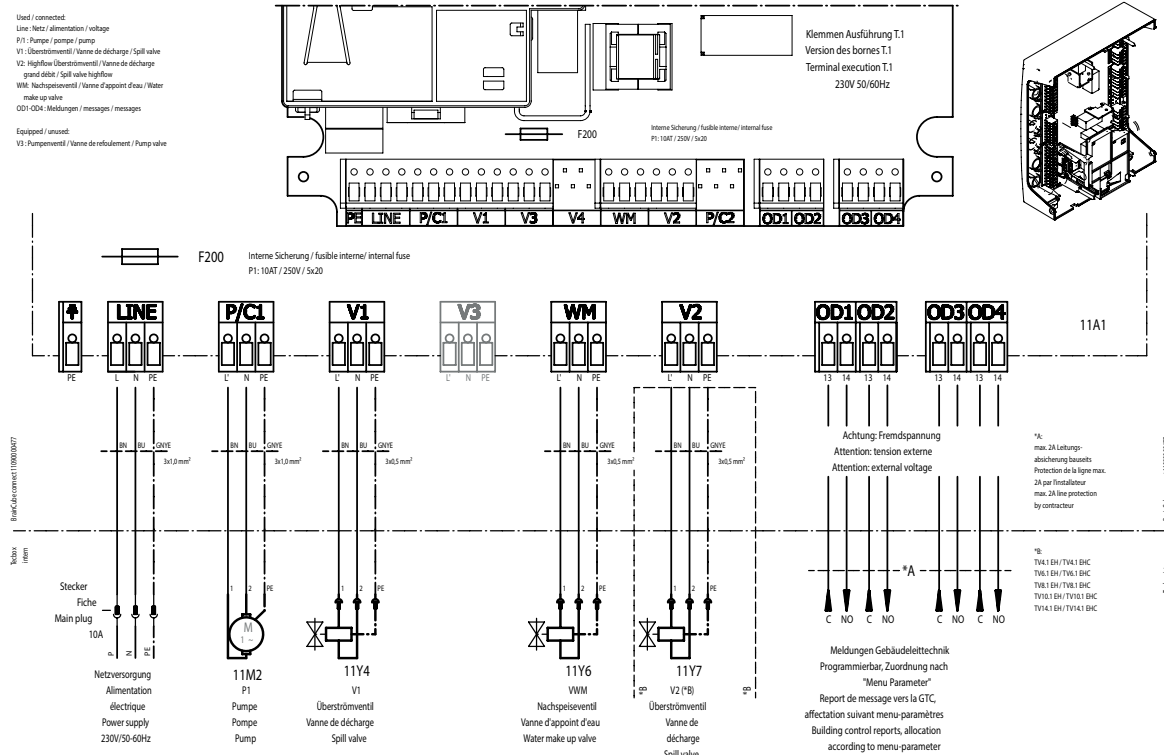 Used / connected:
Line : Netz / alimentation / voltage
P/1 : Pumpe / pompe / pump
V1 : Überströmventil / Vanne de décharge / Spill valve
V2: Highflow Überströmventil / Vanne de décharge
grand débit / Spill valve highflow
WM: Nachspeiseventil / Vanne d'appoint d'eau / Water
make up valve
OD1-OD4 : Meldungen / messages / messages
Equipped / unused:
V3 : Pumpenventil / Vanne de refoulement / Pump valve
Klemmen Ausführung T.1
Version des bornes T.1
Terminal execution T.1
230V 50/60Hz
F200
Interne Sicherung / fusible interne/ internal fuse
P1: 10AT / 250V / 5x20
PE LINE P/C1 V1 V3 V4 WM V2 P/C2 OD1 OD2 OD3 OD4
F200
Interne Sicherung / fusible interne/ internal fuse
P1: 10AT / 250V / 5x20
LINE P/C1 V1 V3 WM V2 OD1 OD2 OD3 OD4
11A1
PE L N PE L' N PE L' N PE L' N PE L' N PE L' N PE 13 14 13 14 13 14 13 14
BN BU GNYE BN BU GNYE BN BU GNYE BN BU GNYE BN BU GNYE
3x1,0 mm² 3x1,0 mm² 3x0,5 mm² 3x0,5 mm² 3x0,5 mm²
Achtung: Fremdspannung
Attention: tension externe
Attention: external voltage
*A:
max. 2A Leitungs-
absicherung bauseits
Protection de la ligne max.
2A par l'installateur
max. 2A line protection
by contracteur
BrainCube connect 11090000477
Tecbox
intern
*B:
TV4.1 EH / TV4.1 EHC
TV6.1 EH / TV6.1 EHC
TV8.1 EH / TV8.1 EHC
TV10.1 EH / TV10.1 EHC
TV14.1 EH / TV14.1 EHC
*A
Stecker
Fiche
Main plug
10A
1 2 PE 1 2 PE 1 2 PE 1 2 PE
M
1 ~
C NO C NO C NO C NO
P N PE
Netzversorgung
Alimentation
électrique
Power supply
230V/50-60Hz
11M2
P1
Pumpe
Pompe
Pump
11Y4
V1
Überströmventil
Vanne de décharge
Spill valve
11Y6
VWM
Nachspeiseventil
Vanne d'appoint d'eau
Water make up valve
*B
11Y7
V2 (*B)
Überströmventil
Vanne de
décharge
Spill valve
*B
Meldungen Gebäudeleittechnik
Programmierbar, Zuordnung nach
"Menu Parameter"
Report de message vers la GTC,
affectation suivant menu-paramètres
Building control reports, allocation
according to menu-parameter